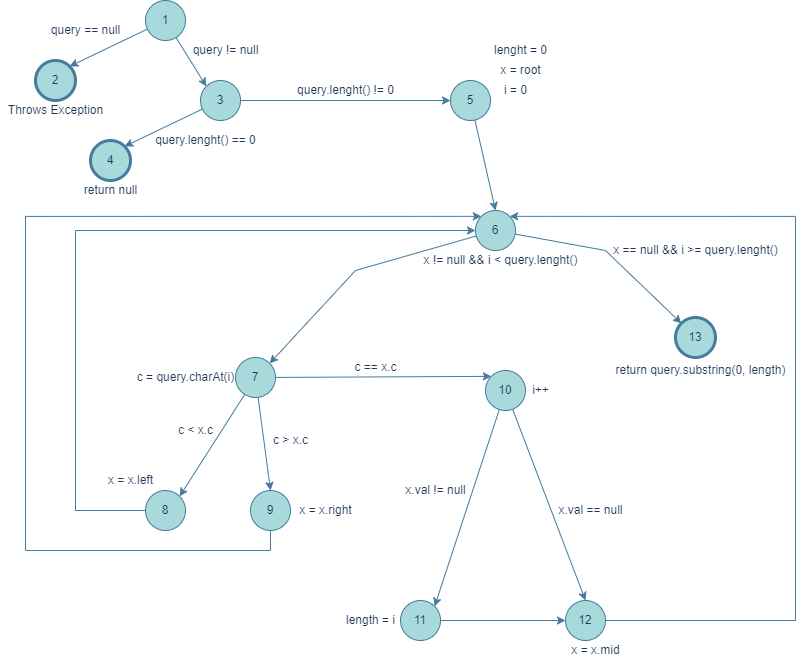 1
query == null
query != null
lenght = 0
x = root
i = 0
2
Throws Exception
3
query.lenght() != 0
5
query.lenght() == 0
4
return null
6
x != null && i < query.lenght()
x == null && i >= query.lenght()
13
return query.substring(0, length)
c = query.charAt(i)
7
c == x.c
10
i++
c < x.c
c > x.c
x = x.left
8
9
x = x.right
x.val != null
x.val == null
length = i
11
12
x = x.mid